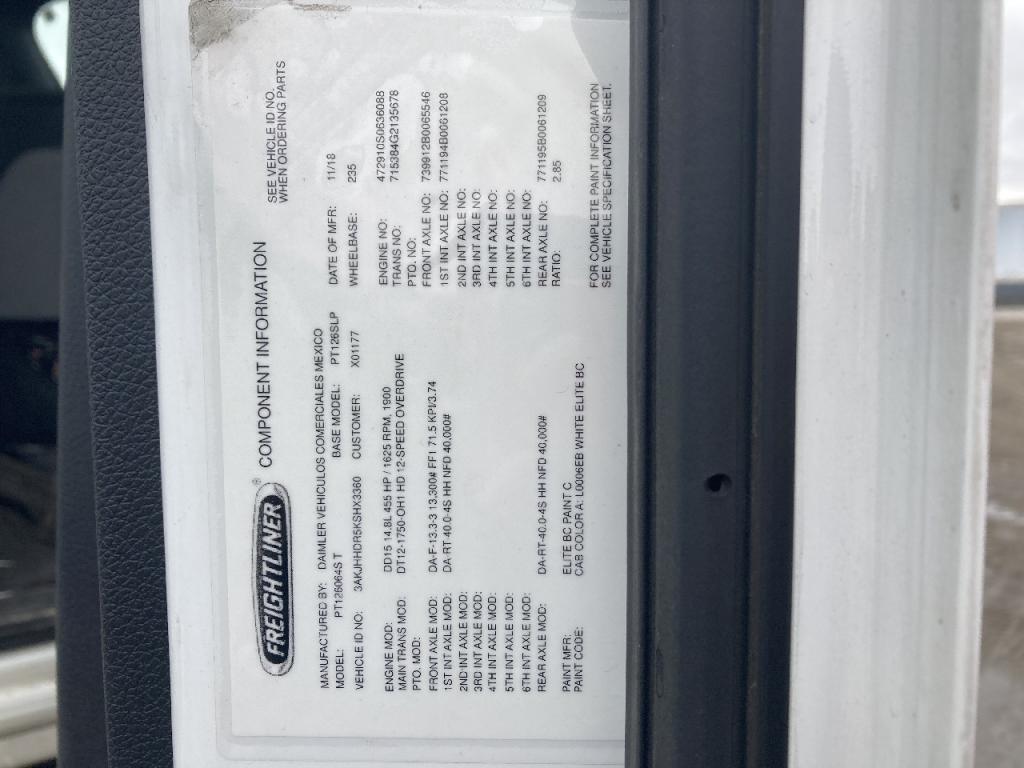 FREIGHTLINER® COMPONENT INFORMATION
SEE VEHICLE ID NO.
WHEN ORDERING PARTS
MANUFACTURED BY: DAIMLER VEHICULOS COMERCIALES MEXICO
MODEL: PT126064S T BASE MODEL: PT126SLP DATE OF MFR: 11/18
VEHICLE ID NO: 3AKJHHDR5KSHX3360 CUSTOMER: X01177 WHEELBASE: 235
ENGINE MOD: DD15 14.8L 455 HP / 1625 RPM, 1900 ENGINE NO: 472910S0636088
MAIN TRANS MOD: DT12-1750-OH1 HD 12-SPEED OVERDRIVE TRANS NO: 715384G2135678
PTO. MOD: PTO. NO:
FRONT AXLE MOD: DA-F-13.3-3 13,300# FF1 71.5 KPI/3.74 FRONT AXLE NO: 739912B0065546
1ST INT AXLE MOD: DA-RT-40.0-4S HH NFD 40,000# 1ST INT AXLE NO: 771194B0061208
2ND INT AXLE MOD: 2ND INT AXLE NO:
3RD INT AXLE MOD: 3RD INT AXLE NO:
4TH INT AXLE MOD: 4TH INT AXLE NO:
5TH INT AXLE MOD: 5TH INT AXLE NO:
6TH INT AXLE MOD: 6TH INT AXLE NO:
REAR AXLE MOD: DA-RT-40.0-4S HH NFD 40,000# REAR AXLE NO: 771195B0061209
RATIO: 2.85
PAINT MFR: ELITE BC PAINT C
PAINT CODE: CAB COLOR A: L0006EB WHITE ELITE BC
FOR COMPLETE PAINT INFORMATION
SEE VEHICLE SPECIFICATION SHEET.